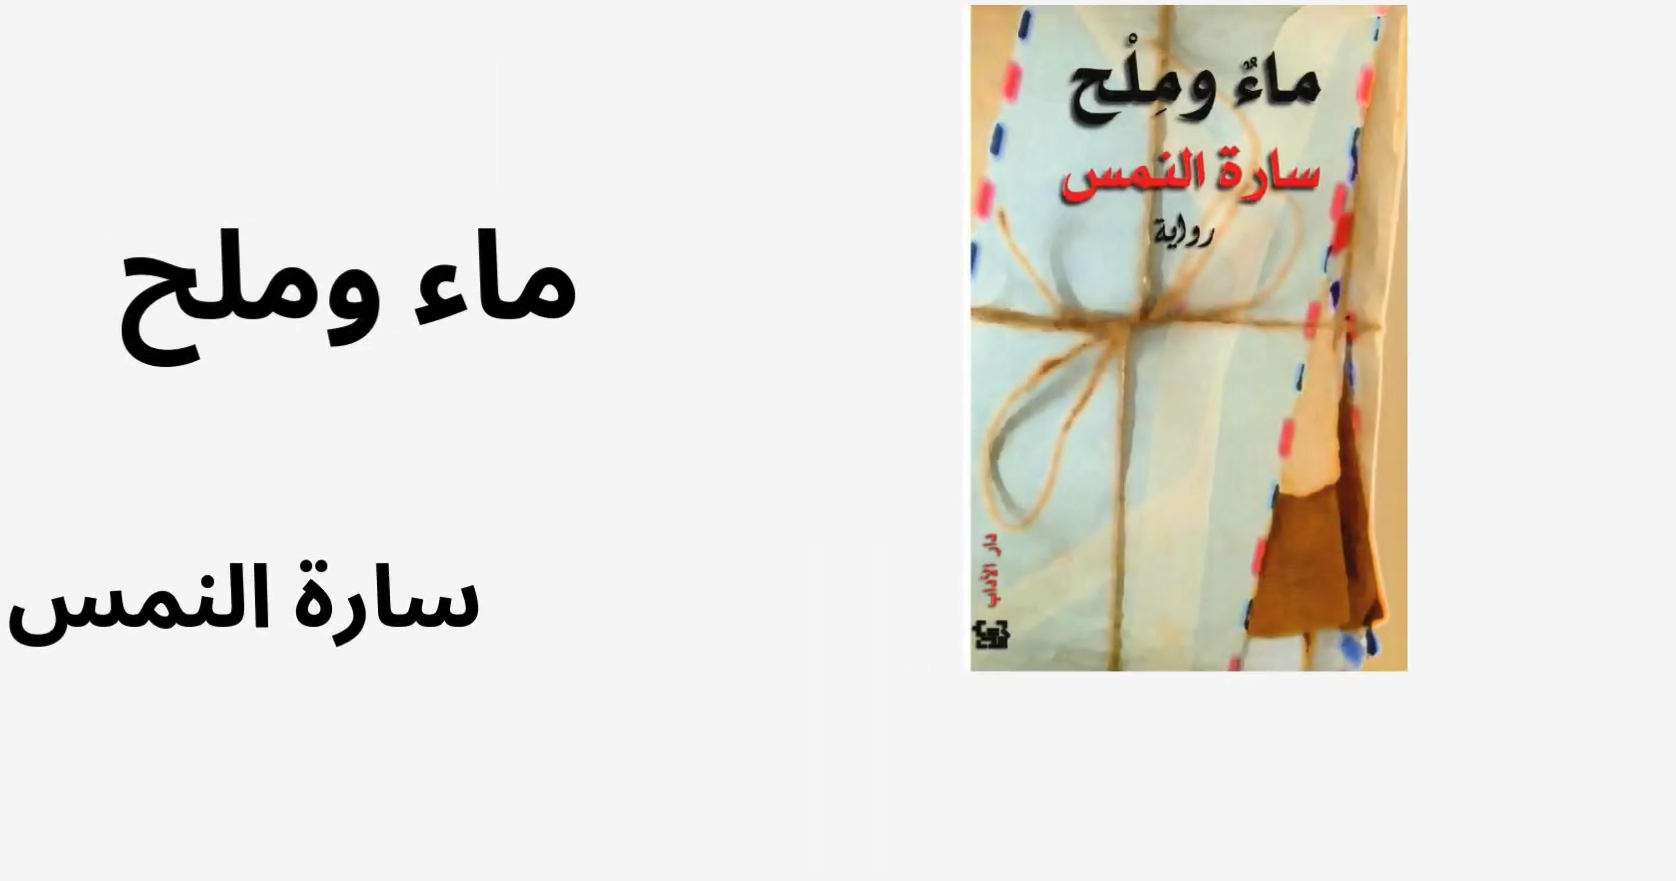 ماء وملح
سارة النمس
ماءٌ ومِلْح
سارة النمس
رواية
دار الآداب